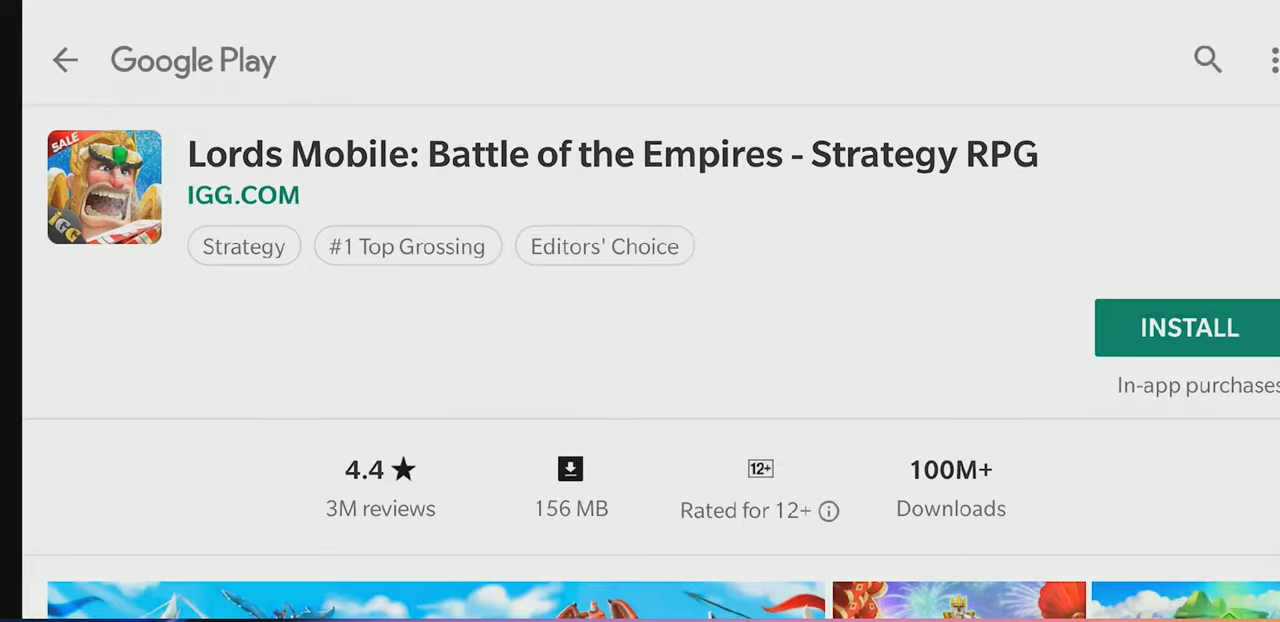 Google Play
SALE
IGG
Lords Mobile: Battle of the Empires - Strategy RPG
IGG.COM
Strategy
#1 Top Grossing
Editors' Choice
INSTALL
In-app purchases
4.4 ★
3M reviews
156 MB
12+
Rated for 12+
100M+
Downloads